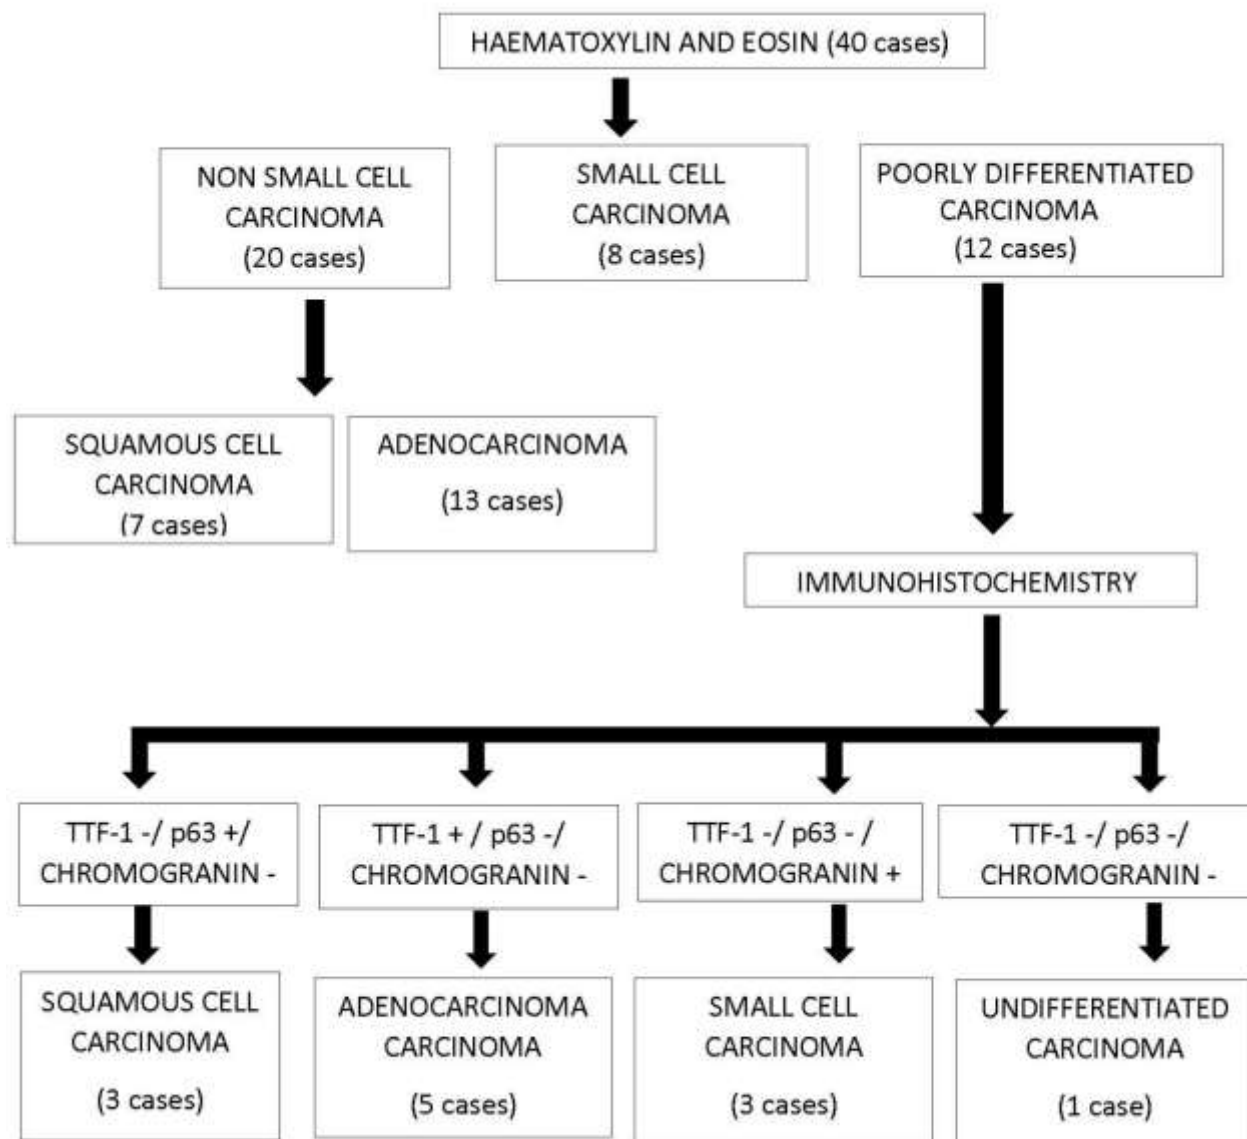 HAEMATOXYLIN AND EOSIN (40 cases)
NON SMALL CELL
CARCINOMA
(20 cases)
SMALL CELL
CARCINOMA
(8 cases)
POORLY DIFFERENTIATED
CARCINOMA
(12 cases)
SQUAMOUS CELL
CARCINOMA
(7 cases)
ADENOCARCINOMA
(13 cases)
IMMUNOHISTOCHEMISTRY
TTF-1 -/ p63 +/
CHROMOGRANIN -
TTF-1 + / p63 -/
CHROMOGRANIN -
TTF-1 -/ p63 - /
CHROMOGRANIN +
TTF-1 -/ p63 -/
CHROMOGRANIN -
SQUAMOUS CELL
CARCINOMA
(3 cases)
ADENOCARCINOMA
CARCINOMA
(5 cases)
SMALL CELL
CARCINOMA
(3 cases)
UNDIFFERENTIATED
CARCINOMA
(1 case)